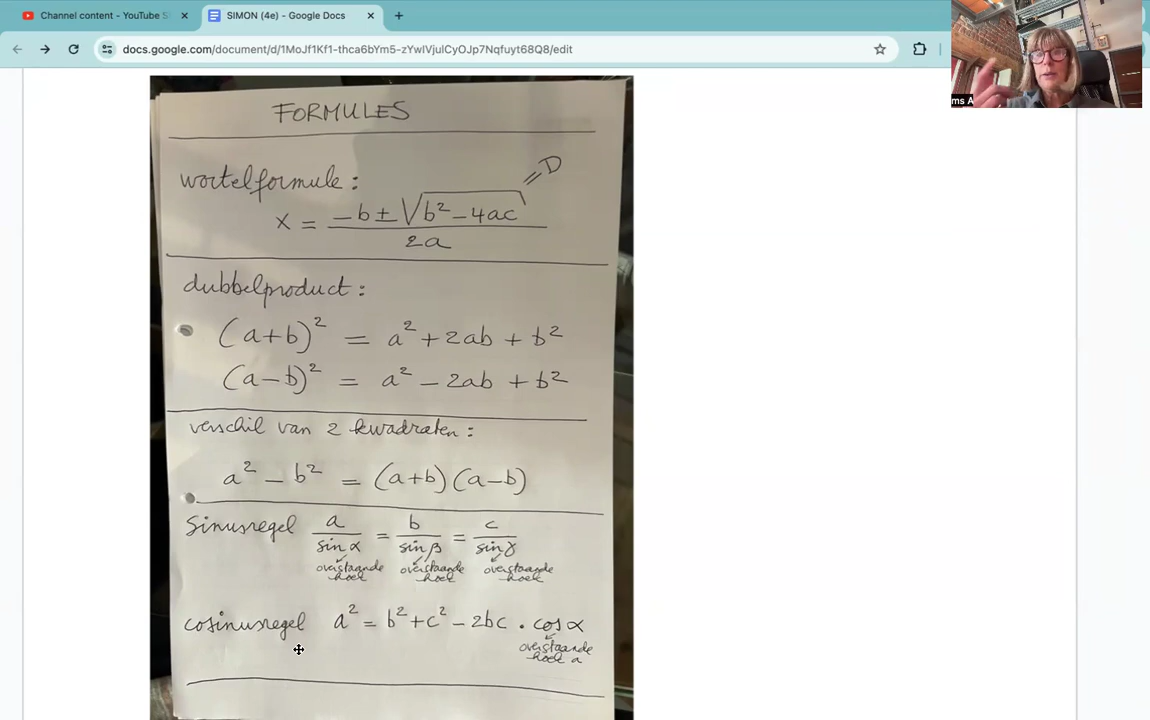 Channel content - YouTube S
SIMON (4e) - Google Docs
docs.google.com/document/d/1MoJf1Kf1-thca6bYm5-zYwIVjulCyOJp7Nqfuyt68Q8/edit
ms A
FORMULES
wortelformule:
= D
x = (-b ± √(b² - 4ac)) / 2a
dubbelproduct:
(a+b)² = a² + 2ab + b²
(a-b)² = a² - 2ab + b²
verschil van 2 kwadraten:
a² - b² = (a+b)(a-b)
Sinusregel a / sin α = b / sin β = c / sin γ
overstaande hoek overstaande hoek overstaande hoek
cosinusregel a² = b² + c² - 2bc . cos α
overstaande
hoek a